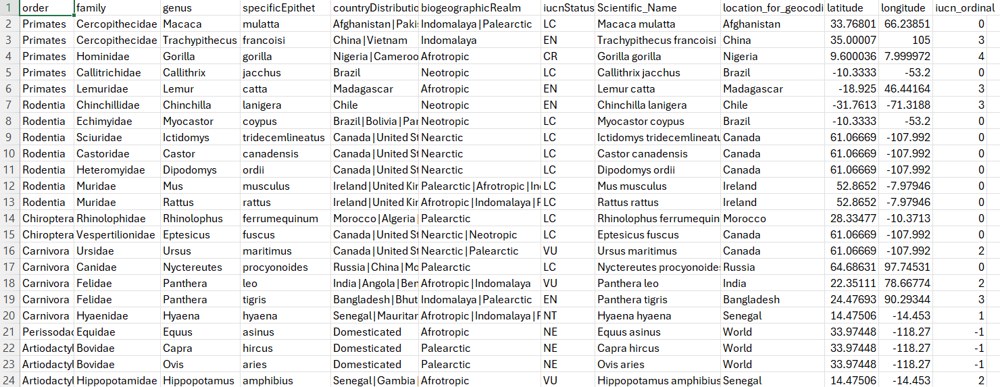 1 order family genus specificEpithet countryDistributio biogeographicRealm iucnStatus Scientific_Name location_for_geocodi latitude longitude iucn_ordinal
2 Primates Cercopithecidae Macaca mulatta Afghanistan|Paki Indomalaya|Palearctic LC Macaca mulatta Afghanistan 33.76801 66.23851 0
3 Primates Cercopithecidae Trachypithecus francoisi China|Vietnam Indomalaya EN Trachypithecus francoisi China 35.00007 105 3
4 Primates Hominidae Gorilla gorilla Nigeria|Cameroo Afrotropic CR Gorilla gorilla Nigeria 9.600036 7.999972 4
5 Primates Callitrichidae Callithrix jacchus Brazil Neotropic LC Callithrix jacchus Brazil -10.3333 -53.2 0
6 Primates Lemuridae Lemur catta Madagascar Afrotropic EN Lemur catta Madagascar -18.925 46.44164 3
7 Rodentia Chinchillidae Chinchilla lanigera Chile Neotropic EN Chinchilla lanigera Chile -31.7613 -71.3188 3
8 Rodentia Echimyidae Myocastor coypus Brazil|Bolivia|Par Neotropic LC Myocastor coypus Brazil -10.3333 -53.2 0
9 Rodentia Sciuridae Ictidomys tridecemlineatus Canada|United St Nearctic LC Ictidomys tridecemlineatu Canada 61.06669 -107.992 0
10 Rodentia Castoridae Castor canadensis Canada|United St Nearctic LC Castor canadensis Canada 61.06669 -107.992 0
11 Rodentia Heteromyidae Dipodomys ordii Canada|United St Nearctic LC Dipodomys ordii Canada 61.06669 -107.992 0
12 Rodentia Muridae Mus musculus Ireland|United Kin Palearctic|Afrotropic|In LC Mus musculus Ireland 52.8652 -7.97946 0
13 Rodentia Muridae Rattus rattus Ireland|United Kin Afrotropic|Indomalaya|P LC Rattus rattus Ireland 52.8652 -7.97946 0
14 Chiroptera Rhinolophidae Rhinolophus ferrumequinum Morocco|Algeria| Palearctic LC Rhinolophus ferrumequin Morocco 28.33477 -10.3713 0
15 Chiroptera Vespertilionidae Eptesicus fuscus Canada|United St Nearctic|Neotropic LC Eptesicus fuscus Canada 61.06669 -107.992 0
16 Carnivora Ursidae Ursus maritimus Canada|United St Nearctic|Palearctic VU Ursus maritimus Canada 61.06669 -107.992 2
17 Carnivora Canidae Nyctereutes procyonoides Russia|China|Mo Palearctic LC Nyctereutes procyonoides Russia 64.68631 97.74531 0
18 Carnivora Felidae Panthera leo India|Angola|Ben Afrotropic|Indomalaya VU Panthera leo India 22.35111 78.66774 2
19 Carnivora Felidae Panthera tigris Bangladesh|Bhut Indomalaya|Palearctic EN Panthera tigris Bangladesh 24.47693 90.29344 3
20 Carnivora Hyaenidae Hyaena hyaena Senegal|Mauritan Afrotropic|Indomalaya|P NT Hyaena hyaena Senegal 14.47506 -14.453 1
21 Perissodac Equidae Equus asinus Domesticated Afrotropic NE Equus asinus World 33.97448 -118.27 -1
22 Artiodactyl Bovidae Capra hircus Domesticated Palearctic NE Capra hircus World 33.97448 -118.27 -1
23 Artiodactyl Bovidae Ovis aries Domesticated Palearctic NE Ovis aries World 33.97448 -118.27 -1
24 Artiodactyl Hippopotamidae Hippopotamus amphibius Senegal|Gambia| Afrotropic VU Hippopotamus amphibius Senegal 14.47506 -14.453 2